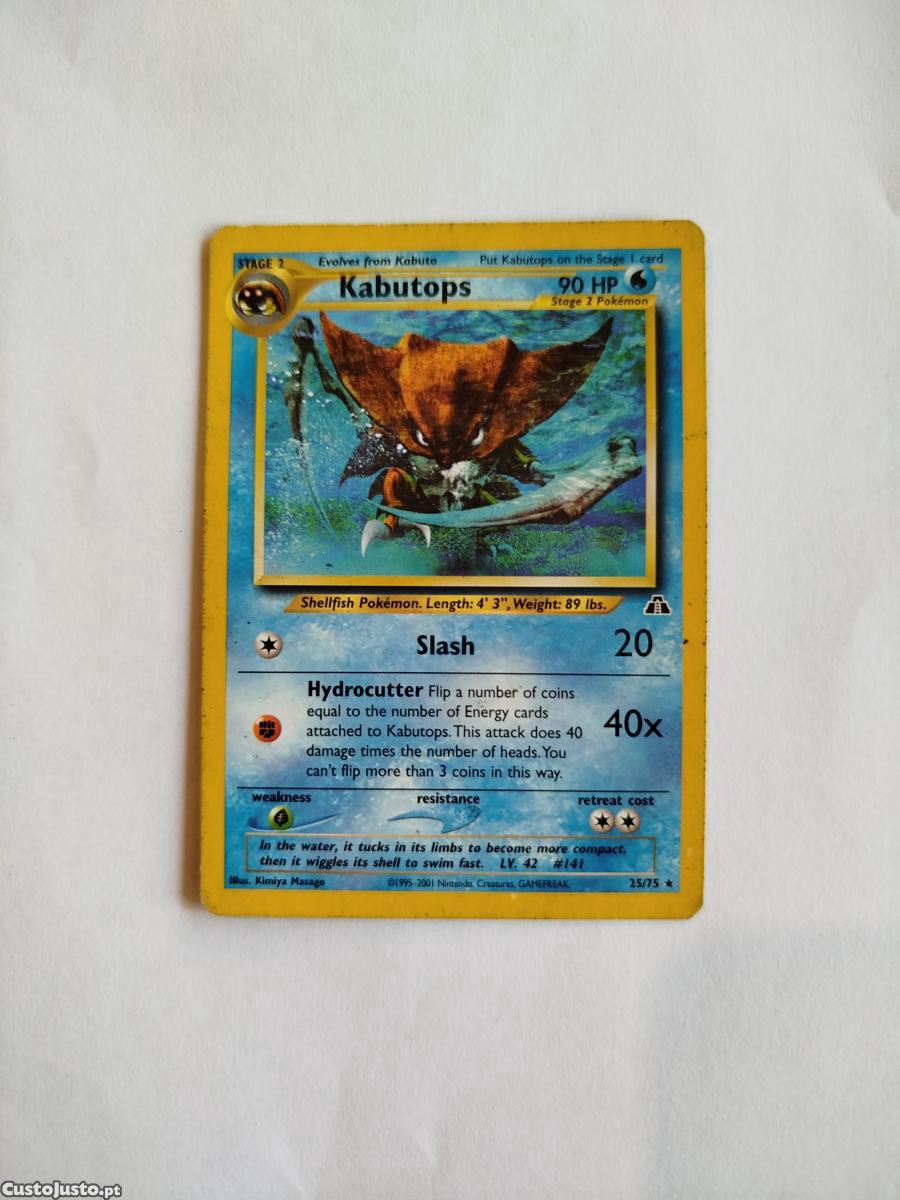 STAGE 2
Evolves from Kabuto
Put Kabutops on the Stage 1 card
Kabutops
90 HP
Stage 2 Pokémon
Shellfish Pokémon. Length: 4' 3", Weight: 89 lbs.
Slash
20
Hydrocutter Flip a number of coins
equal to the number of Energy cards
attached to Kabutops. This attack does 40
damage times the number of heads. You
can't flip more than 3 coins in this way.
40x
weakness
resistance
retreat cost
In the water, it tucks in its limbs to become more compact,
then it wiggles its shell to swim fast. LV. 42 #141
Illus. Kimiya Masago
©1995-2001 Nintendo, Creatures, GAMEFREAK.
25/75 ★
CustoJusto.pt